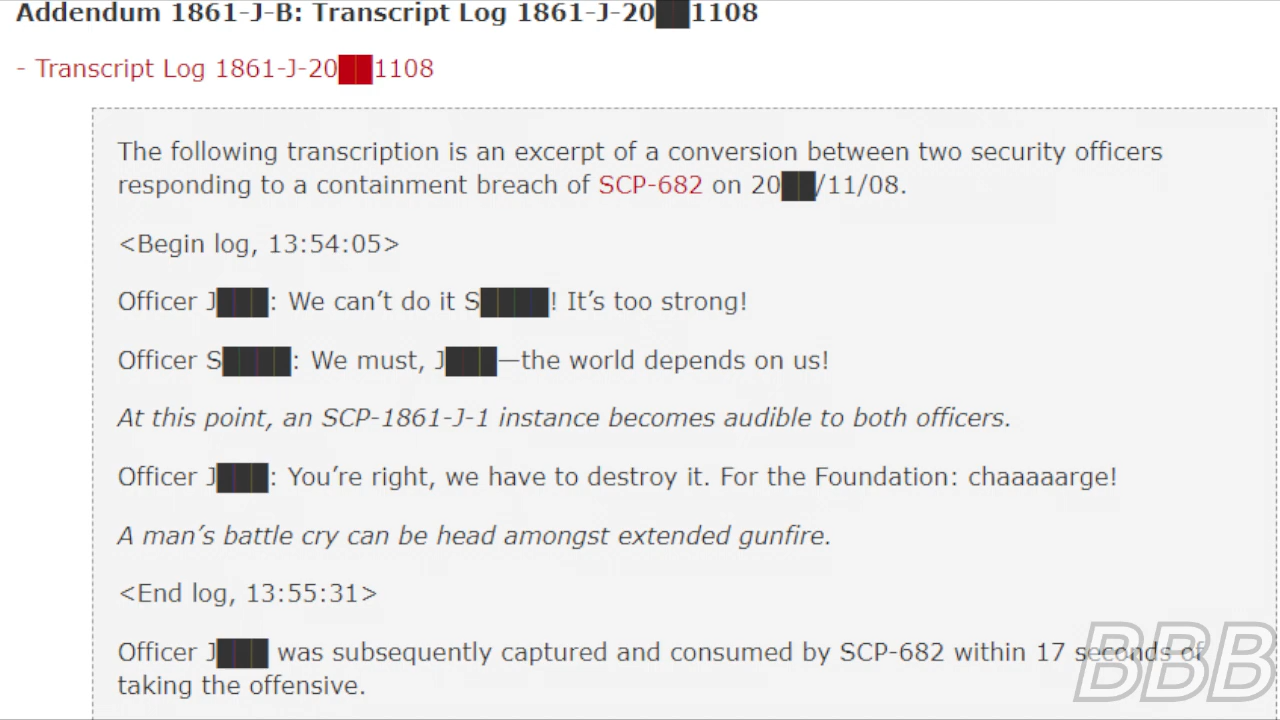 Addendum 1861-J-B: Transcript Log 1861-J-20██1108
- Transcript Log 1861-J-20██1108
The following transcription is an excerpt of a conversion between two security officers
responding to a containment breach of SCP-682 on 20██/11/08.
<Begin log, 13:54:05>
Officer J███: We can’t do it S████! It’s too strong!
Officer S████: We must, J███—the world depends on us!
At this point, an SCP-1861-J-1 instance becomes audible to both officers.
Officer J███: You’re right, we have to destroy it. For the Foundation: chaaaaarge!
A man’s battle cry can be head amongst extended gunfire.
<End log, 13:55:31>
Officer J███ was subsequently captured and consumed by SCP-682 within 17 seconds of
taking the offensive.
BBB